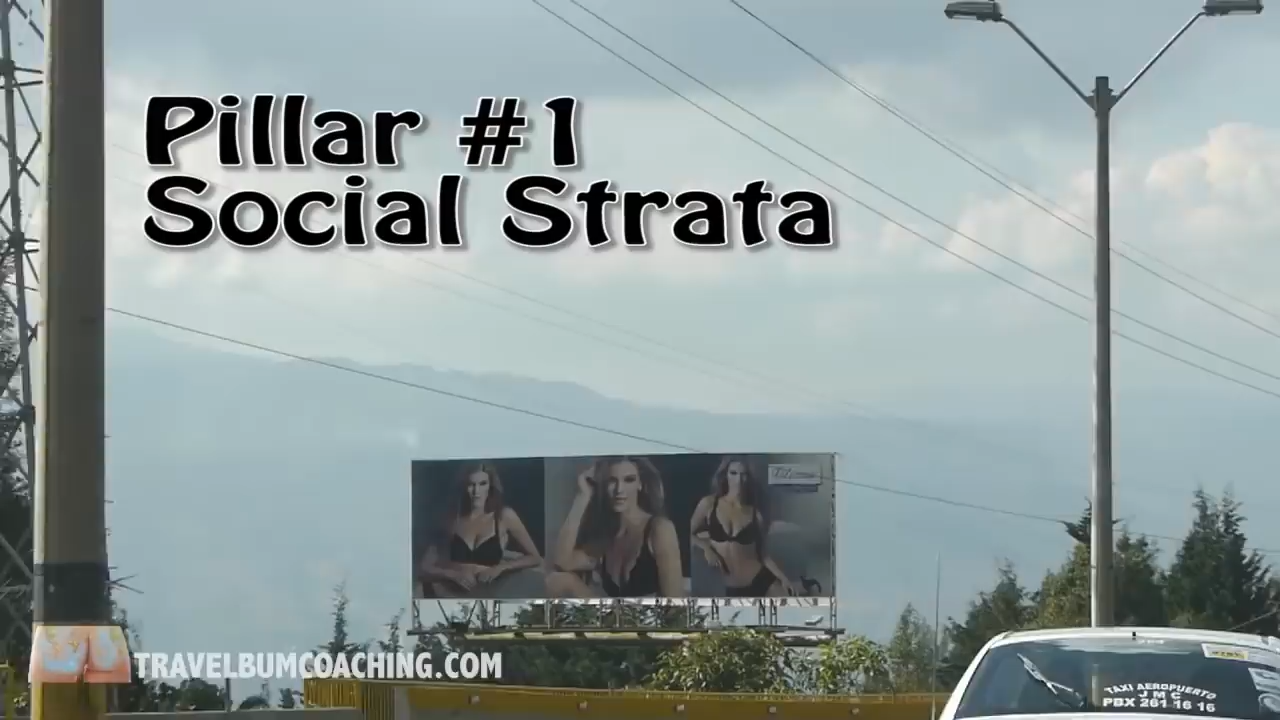 Pillar #1
Social Strata
TRAVELBUMCOACHING.COM
TAXI AEROPUERTO
J M C
PBX 261 16 16